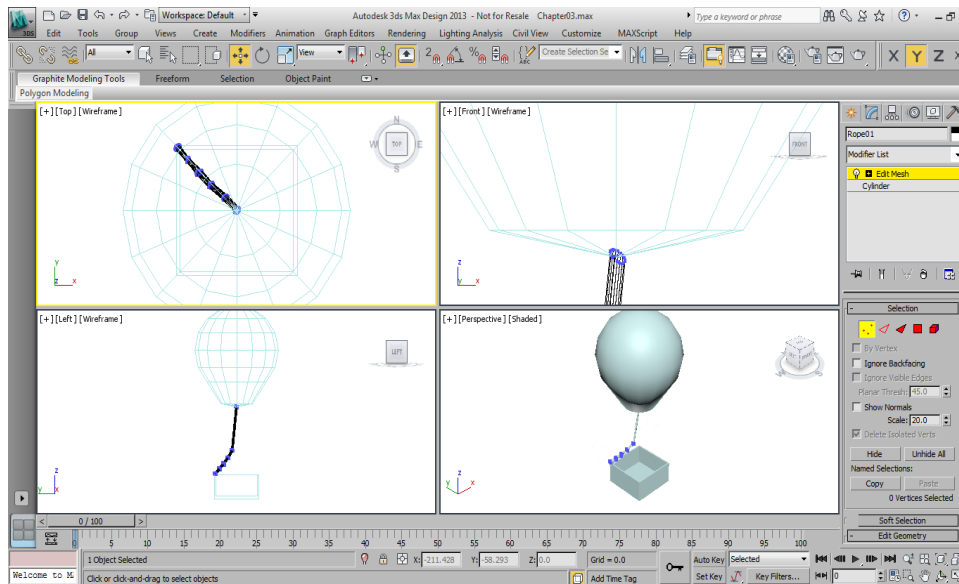 Workspace: Default
Autodesk 3ds Max Design 2013 - Not for Resale Chapter03.max
Type a keyword or phrase
3DS
Edit Tools Group Views Create Modifiers Animation Graph Editors Rendering Lighting Analysis Civil View Customize MAXScript Help
All View Create Selection Se X Y Z
Graphite Modeling Tools Freeform Selection Object Paint
Polygon Modeling
[+] [Top] [Wireframe]
N
W TOP E
S
y
z x
[+] [Front] [Wireframe]
FRONT
z
y x
[+] [Left] [Wireframe]
LEFT
z
y x
[+] [Perspective] [Shaded]
z
y x
Rope01
Modifier List
Edit Mesh
Cylinder
Selection
By Vertex
Ignore Backfacing
Ignore Visible Edges
Planar Thresh: 45.0
Show Normals
Scale: 20.0
Delete Isolated Verts
Hide Unhide All
Named Selections:
Copy Paste
0 Vertices Selected
Soft Selection
Edit Geometry
< 0 / 100 >
0 5 10 15 20 25 30 35 40 45 50 55 60 65 70 75 80 85 90 95 100
1 Object Selected X: -211.428 Y: -58.293 Z: 0.0 Grid = 0.0 Auto Key Selected
Welcome to M Click or click-and-drag to select objects Add Time Tag Set Key Key Filters... 0